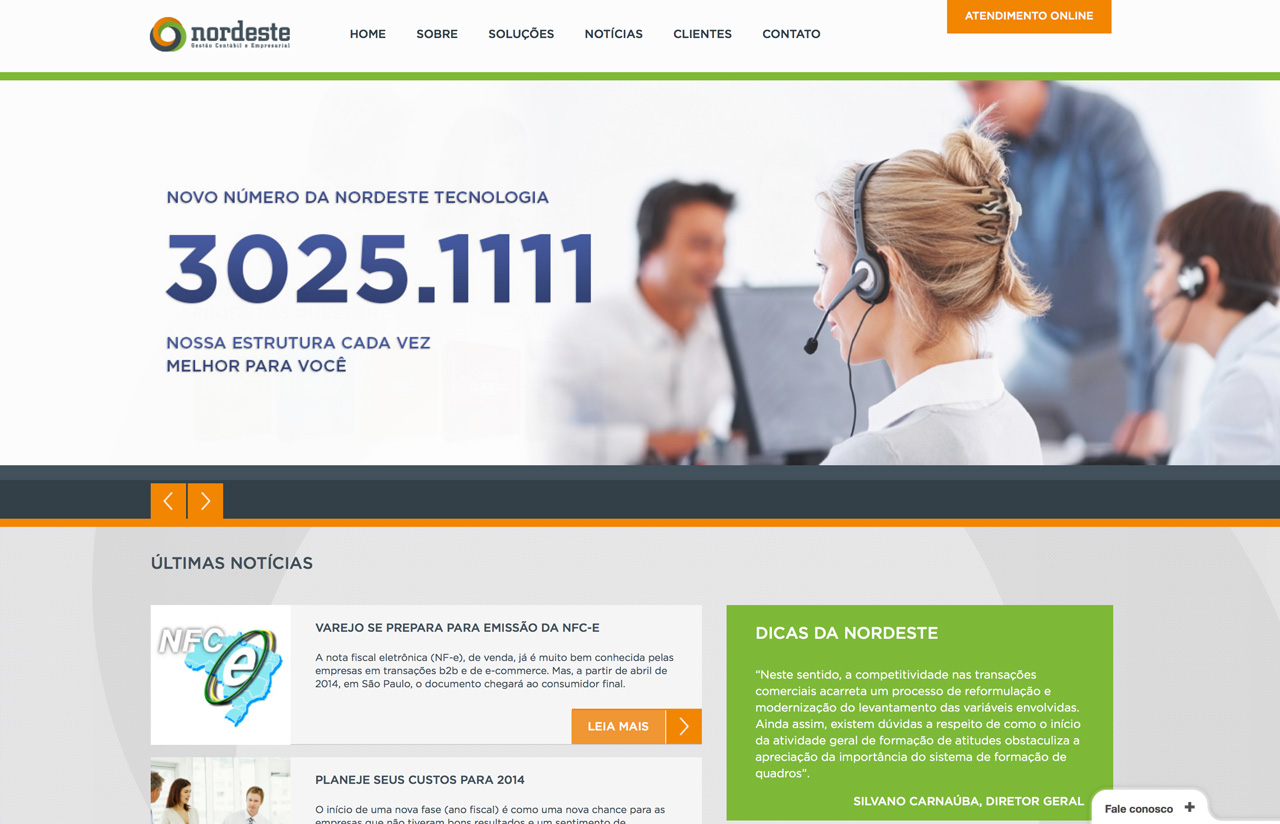 nordeste
Gestão Contábil e Empresarial
HOME SOBRE SOLUÇÕES NOTÍCIAS CLIENTES CONTATO
ATENDIMENTO ONLINE
NOVO NÚMERO DA NORDESTE TECNOLOGIA
3025.1111
NOSSA ESTRUTURA CADA VEZ
MELHOR PARA VOCÊ
ÚLTIMAS NOTÍCIAS
NFC
e
VAREJO SE PREPARA PARA EMISSÃO DA NFC-E
A nota fiscal eletrônica (NF-e), de venda, já é muito bem conhecida pelas
empresas em transações b2b e de e-commerce. Mas, a partir de abril de
2014, em São Paulo, o documento chegará ao consumidor final.
LEIA MAIS
PLANEJE SEUS CUSTOS PARA 2014
O início de uma nova fase (ano fiscal) é como uma nova chance para as
empresas que não tiveram bons resultados e um sentimento de
DICAS DA NORDESTE
“Neste sentido, a competitividade nas transações
comerciais acarreta um processo de reformulação e
modernização do levantamento das variáveis envolvidas.
Ainda assim, existem dúvidas a respeito de como o início
da atividade geral de formação de atitudes obstaculiza a
apreciação da importância do sistema de formação de
quadros”.
SILVANO CARNAÚBA, DIRETOR GERAL
Fale conosco +